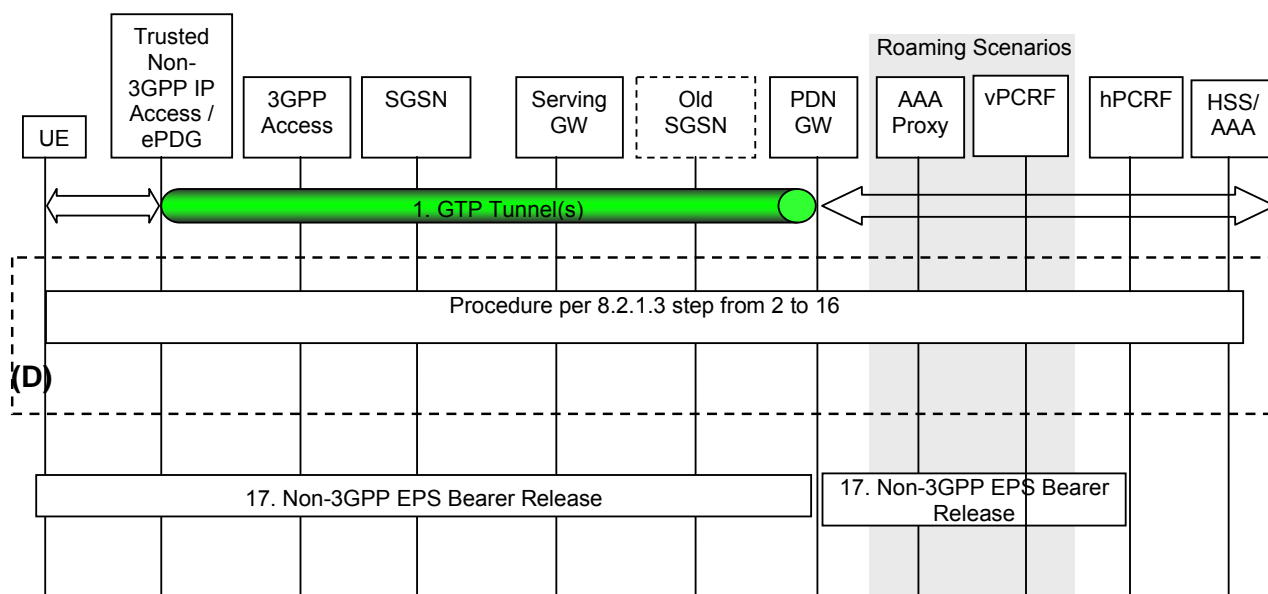 Roaming Scenarios
UE
Trusted
Non-
3GPP IP
Access /
ePDG
3GPP
Access
SGSN
Serving
GW
Old
SGSN
PDN
GW
AAA
Proxy
vPCRF
hPCRF
HSS/
AAA
1. GTP Tunnel(s)
Procedure per 8.2.1.3 step from 2 to 16
(D)
17. Non-3GPP EPS Bearer Release
17. Non-3GPP EPS Bearer
Release